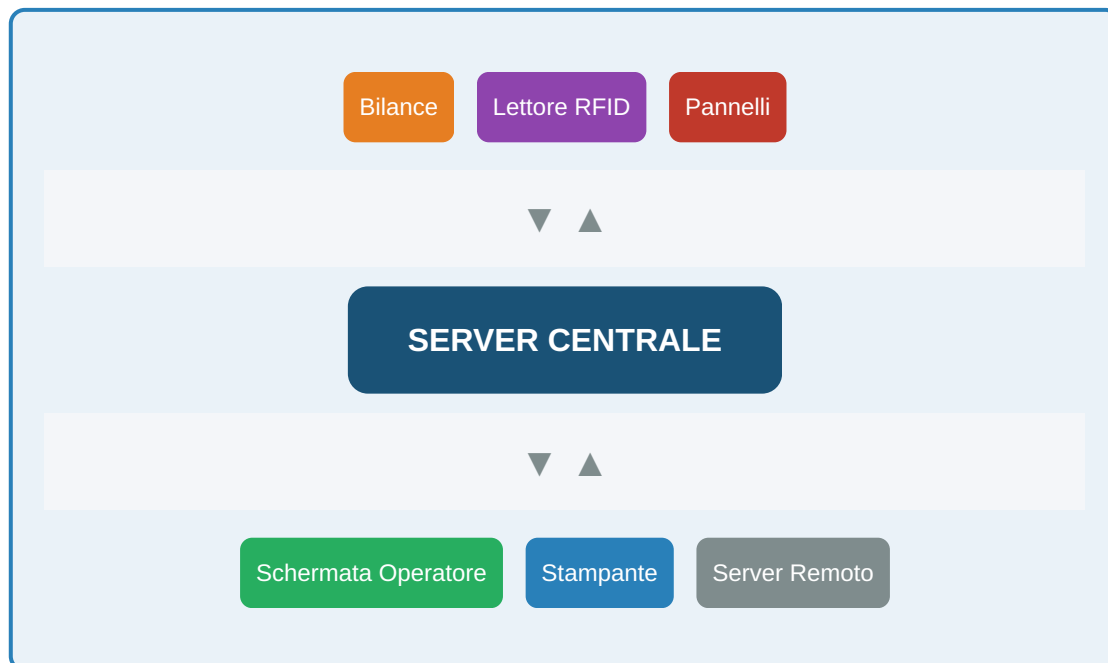 Bilance Lettore RFID Pannelli
▼ ▲
SERVER CENTRALE
▼ ▲
Schermata Operatore Stampante Server Remoto